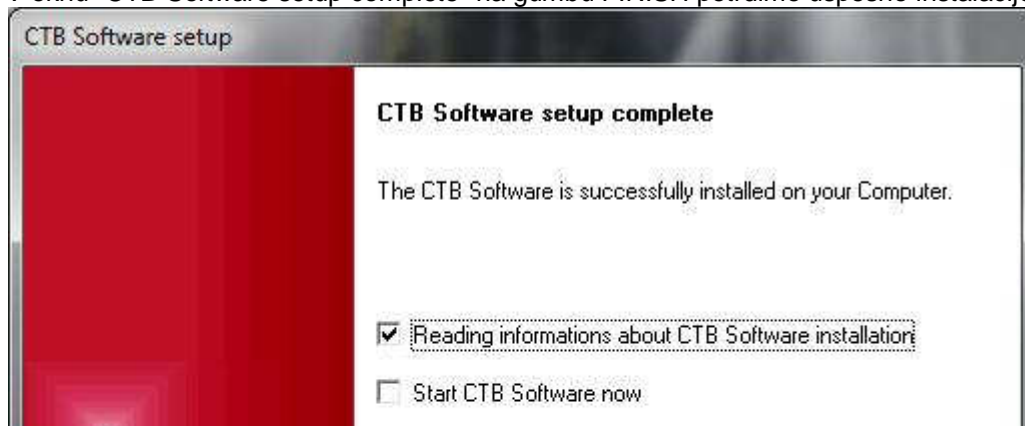 CTB Software setup
CTB Software setup complete
The CTB Software is successfully installed on your Computer.
Reading informations about CTB Software installation
Start CTB Software now